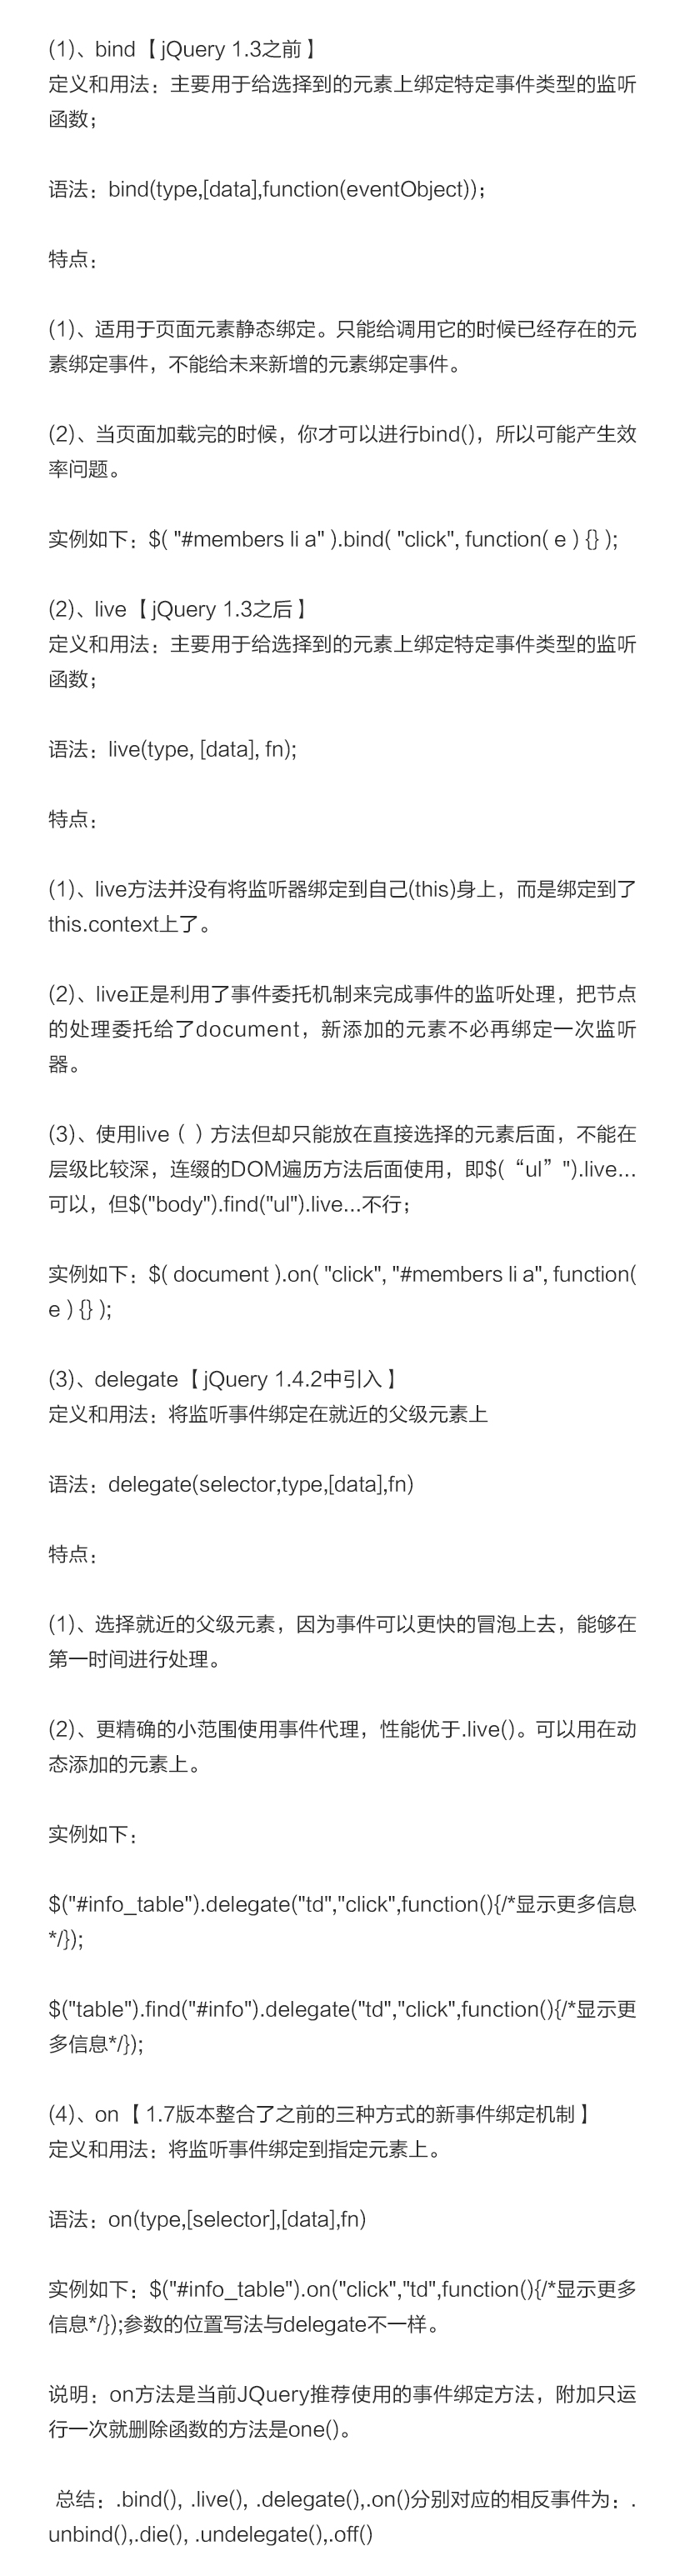 (1)、bind【jQuery 1.3之前】
定义和用法：主要用于给选择到的元素上绑定特定事件类型的监听
函数；
语法：bind(type,[data],function(eventObject))；
特点：
(1)、适用于页面元素静态绑定。只能给调用它的时候已经存在的元
素绑定事件，不能给未来新增的元素绑定事件。
(2)、当页面加载完的时候，你才可以进行bind()，所以可能产生效
率问题。
实例如下：$( "#members li a" ).bind( "click", function( e ) {} );
(2)、live【jQuery 1.3之后】
定义和用法：主要用于给选择到的元素上绑定特定事件类型的监听
函数；
语法：live(type, [data], fn);
特点：
(1)、live方法并没有将监听器绑定到自己(this)身上，而是绑定到了
this.context上了。
(2)、live正是利用了事件委托机制来完成事件的监听处理，把节点
的处理委托给了document，新添加的元素不必再绑定一次监听
器。
(3)、使用live（）方法但却只能放在直接选择的元素后面，不能在
层级比较深，连缀的DOM遍历方法后面使用，即$(“ul”").live...
可以，但$("body").find("ul").live...不行；
实例如下：$( document ).on( "click", "#members li a", function(
e ) {} );
(3)、delegate【jQuery 1.4.2中引入】
定义和用法：将监听事件绑定在就近的父级元素上
语法：delegate(selector,type,[data],fn)
特点：
(1)、选择就近的父级元素，因为事件可以更快的冒泡上去，能够在
第一时间进行处理。
(2)、更精确的小范围使用事件代理，性能优于.live()。可以用在动
态添加的元素上。
实例如下：
$("#info_table").delegate("td","click",function(){/*显示更多信息
*/});
$("table").find("#info").delegate("td","click",function(){/*显示更
多信息*/});
(4)、on【1.7版本整合了之前的三种方式的新事件绑定机制】
定义和用法：将监听事件绑定到指定元素上。
语法：on(type,[selector],[data],fn)
实例如下：$("#info_table").on("click","td",function(){/*显示更多
信息*/});参数的位置写法与delegate不一样。
说明：on方法是当前JQuery推荐使用的事件绑定方法，附加只运
行一次就删除函数的方法是one()。
总结：.bind(), .live(), .delegate(),.on()分别对应的相反事件为：.
unbind(),.die(), .undelegate(),.off()